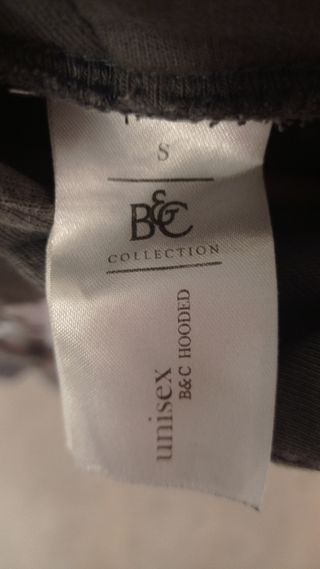 S
B&C
COLLECTION
unisex
B&C HOODED